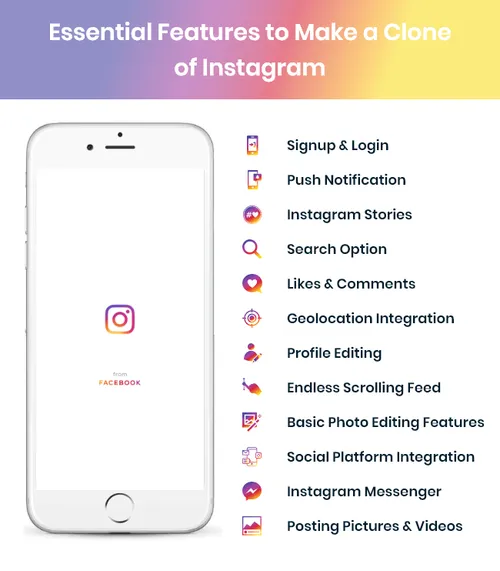 Essential Features to Make a Clone
of Instagram
from
FACEBOOK
Signup & Login
Push Notification
Instagram Stories
Search Option
Likes & Comments
Geolocation Integration
Profile Editing
Endless Scrolling Feed
Basic Photo Editing Features
Social Platform Integration
Instagram Messenger
Posting Pictures & Videos